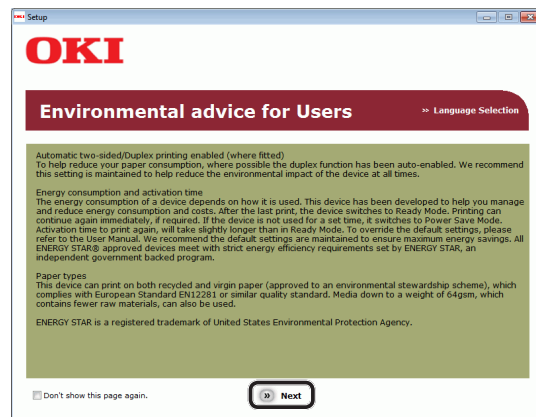 OKI Setup
OKI
Environmental advice for Users
» Language Selection
Automatic two-sided/Duplex printing enabled (where fitted)
To help reduce your paper consumption, where possible the duplex function has been auto-enabled. We recommend
this setting is maintained to help reduce the environmental impact of the device at all times.
Energy consumption and activation time
The energy consumption of a device depends on how it is used. This device has been developed to help you manage
and reduce energy consumption and costs. After the last print, the device switches to Ready Mode. Printing can
continue again immediately, if required. If the device is not used for a set time, it switches to Power Save Mode.
Activation time to print again, will take slightly longer than in Ready Mode. To override the default settings, please
refer to the User Manual. We recommend the default settings are maintained to ensure maximum energy savings. All
ENERGY STAR® approved devices meet with strict energy efficiency requirements set by ENERGY STAR, an
independent government backed program.
Paper types
This device can print on both recycled and virgin paper (approved to an environmental stewardship scheme), which
complies with European Standard EN12281 or similar quality standard. Media down to a weight of 64gsm, which
contains fewer raw materials, can also be used.
ENERGY STAR is a registered trademark of United States Environmental Protection Agency.
Don't show this page again.
» Next